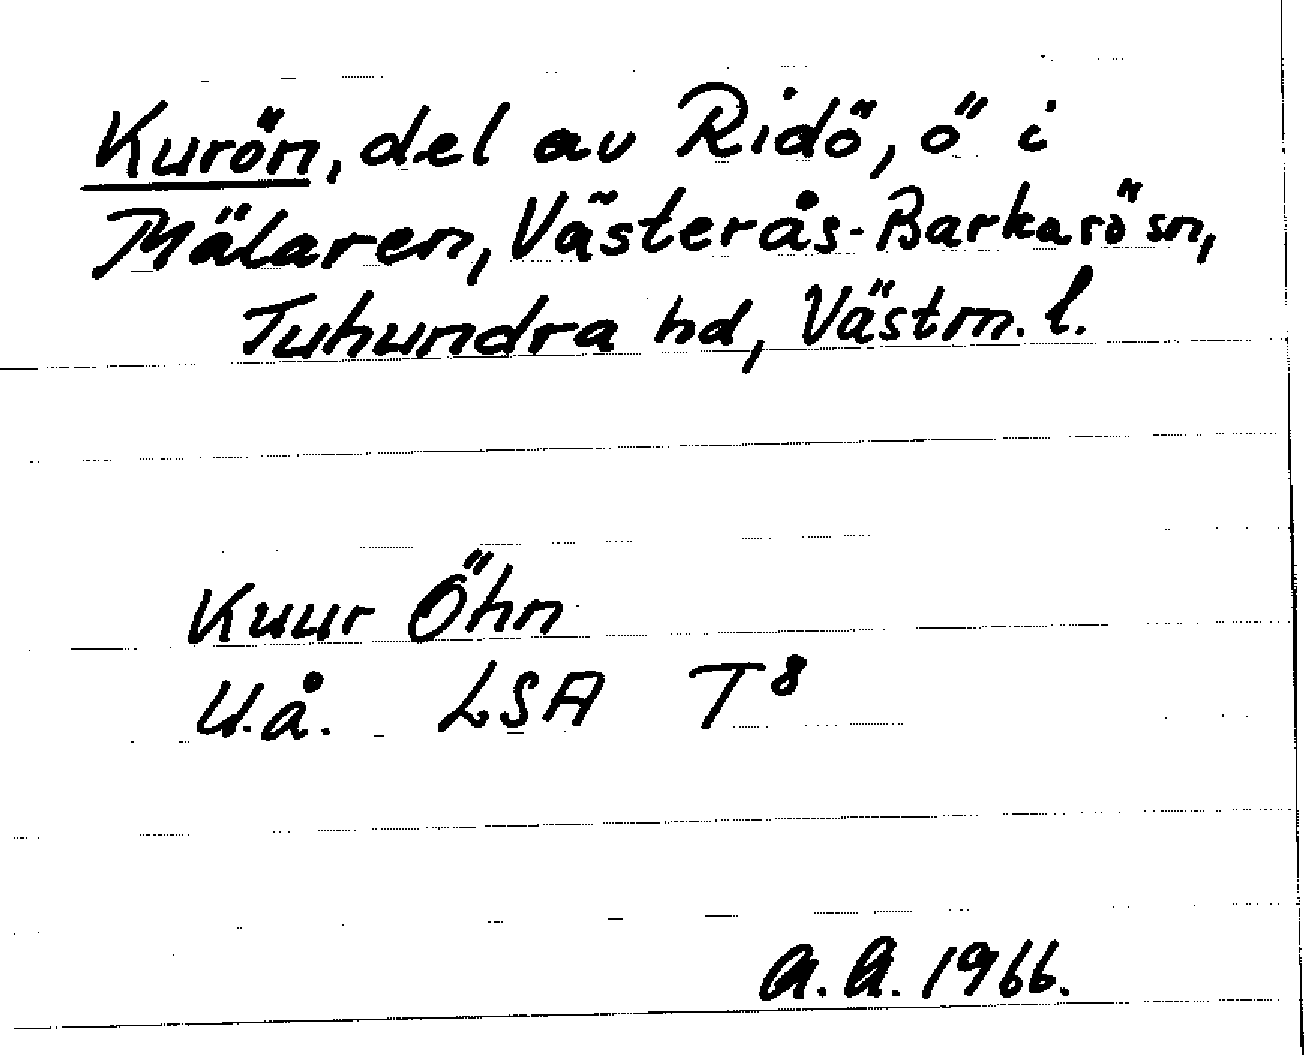 Kurön, del av Ridö, ö i
Mälaren, Västerås-Barkarö sn,
Tuhundra hd, Västm. l.
Kuur Öhn
U.å. LSA T8
A.A. 1966.